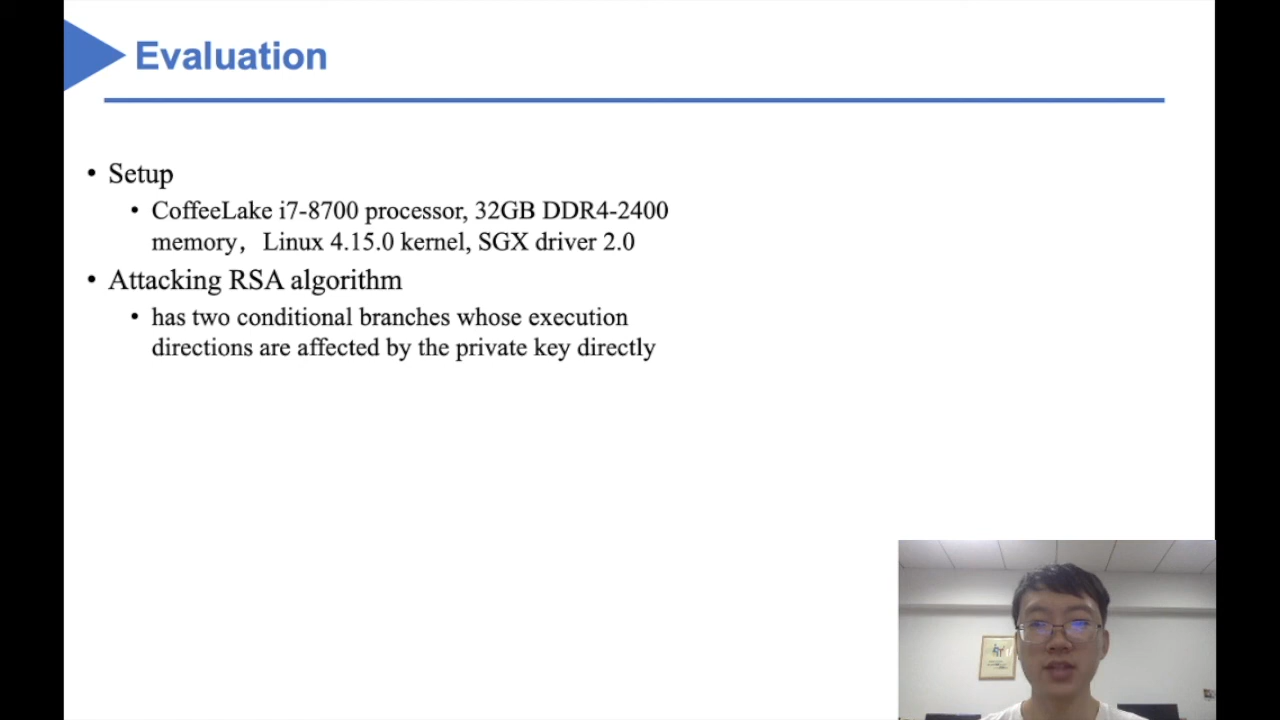 Evaluation
• Setup
• CoffeeLake i7-8700 processor, 32GB DDR4-2400
memory，Linux 4.15.0 kernel, SGX driver 2.0
• Attacking RSA algorithm
• has two conditional branches whose execution
directions are affected by the private key directly